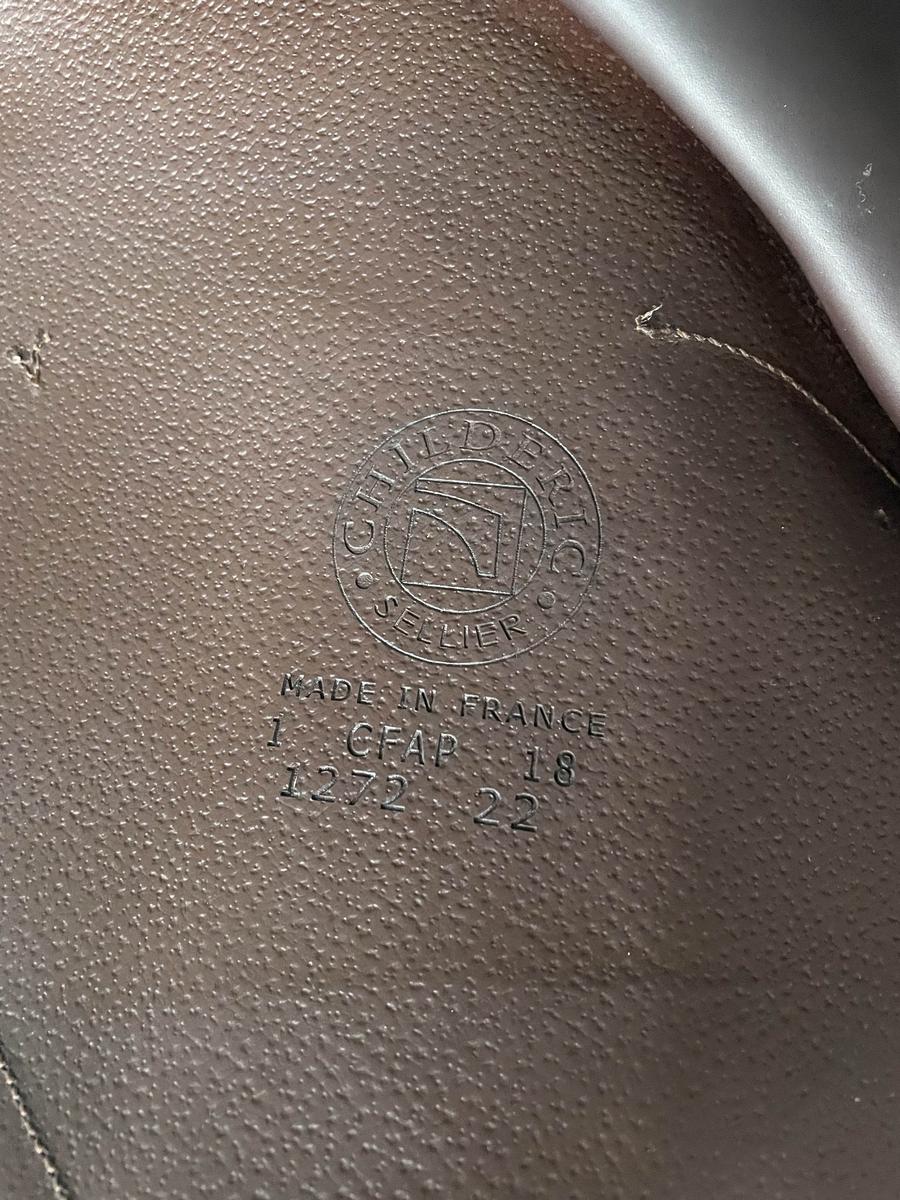 CHILDERIC
SELLIER
MADE IN FRANCE
1 CFAP 18
1272 22